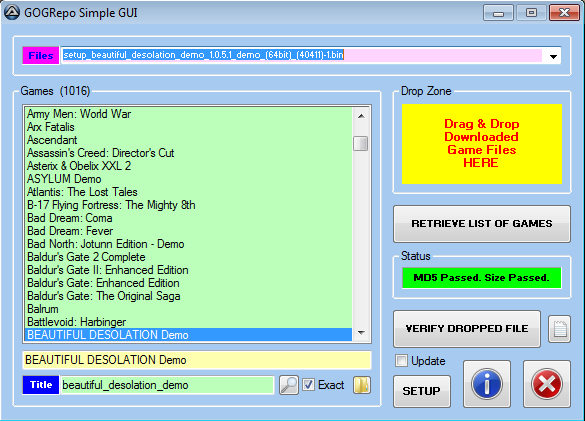 GOGRepo Simple GUI
Files
setup_beautiful_desolation_demo_1.0.5.1_demo_(64bit)_(40411)-1.bin
Games (1016)
Army Men: World War
Arx Fatalis
Ascendant
Assassin's Creed: Director's Cut
Asterix & Obelix XXL 2
ASYLUM Demo
Atlantis: The Lost Tales
B-17 Flying Fortress: The Mighty 8th
Bad Dream: Coma
Bad Dream: Fever
Bad North: Jotunn Edition - Demo
Baldur's Gate 2 Complete
Baldur's Gate II: Enhanced Edition
Baldur's Gate: Enhanced Edition
Baldur's Gate: The Original Saga
Balrum
Battlevoid: Harbinger
BEAUTIFUL DESOLATION Demo
BEAUTIFUL DESOLATION Demo
Title
beautiful_desolation_demo
Exact
Drop Zone
Drag & Drop
Downloaded
Game Files
HERE
RETRIEVE LIST OF GAMES
Status
MD5 Passed. Size Passed.
VERIFY DROPPED FILE
Update
SETUP